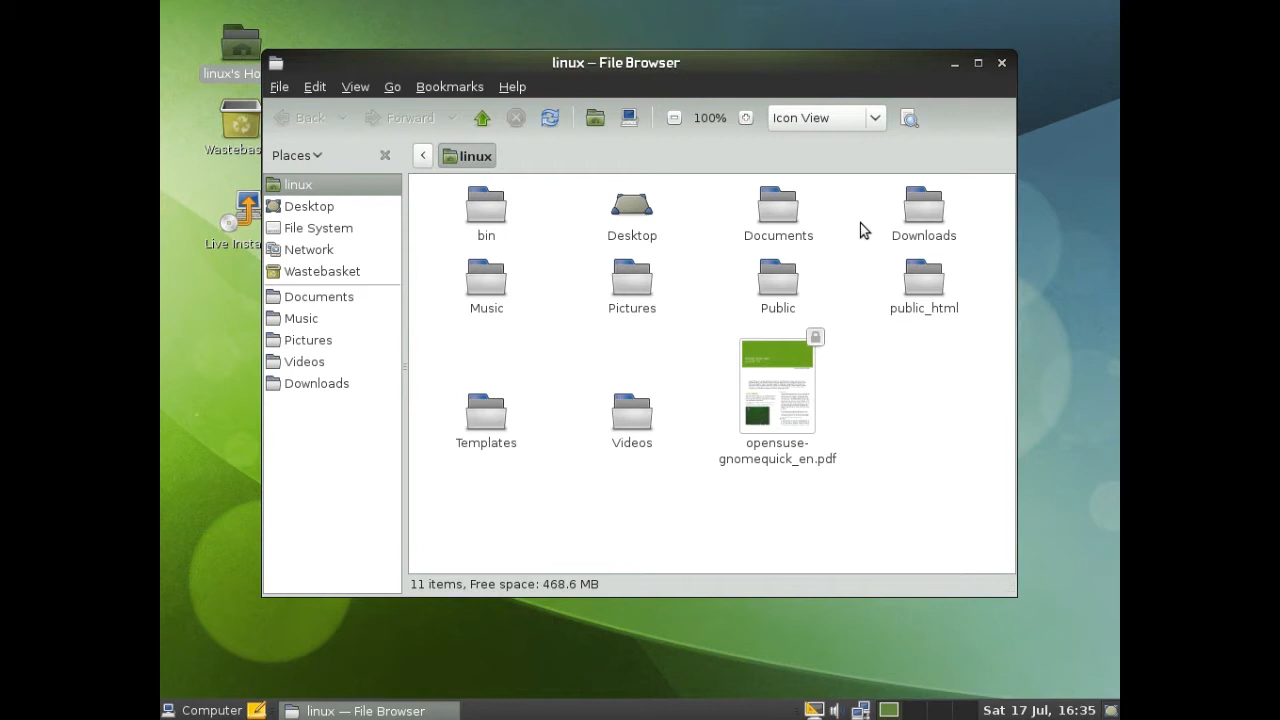 linux's Ho
Wastebas
Live Insta
linux – File Browser
File Edit View Go Bookmarks Help
Back Forward 100% Icon View
Places linux
linux
Desktop
File System
Network
Wastebasket
Documents
Music
Pictures
Videos
Downloads
bin Desktop Documents Downloads
Music Pictures Public public_html
Templates Videos opensuse-
gnomequick_en.pdf
11 items, Free space: 468.6 MB
Computer linux — File Browser Sat 17 Jul, 16:35